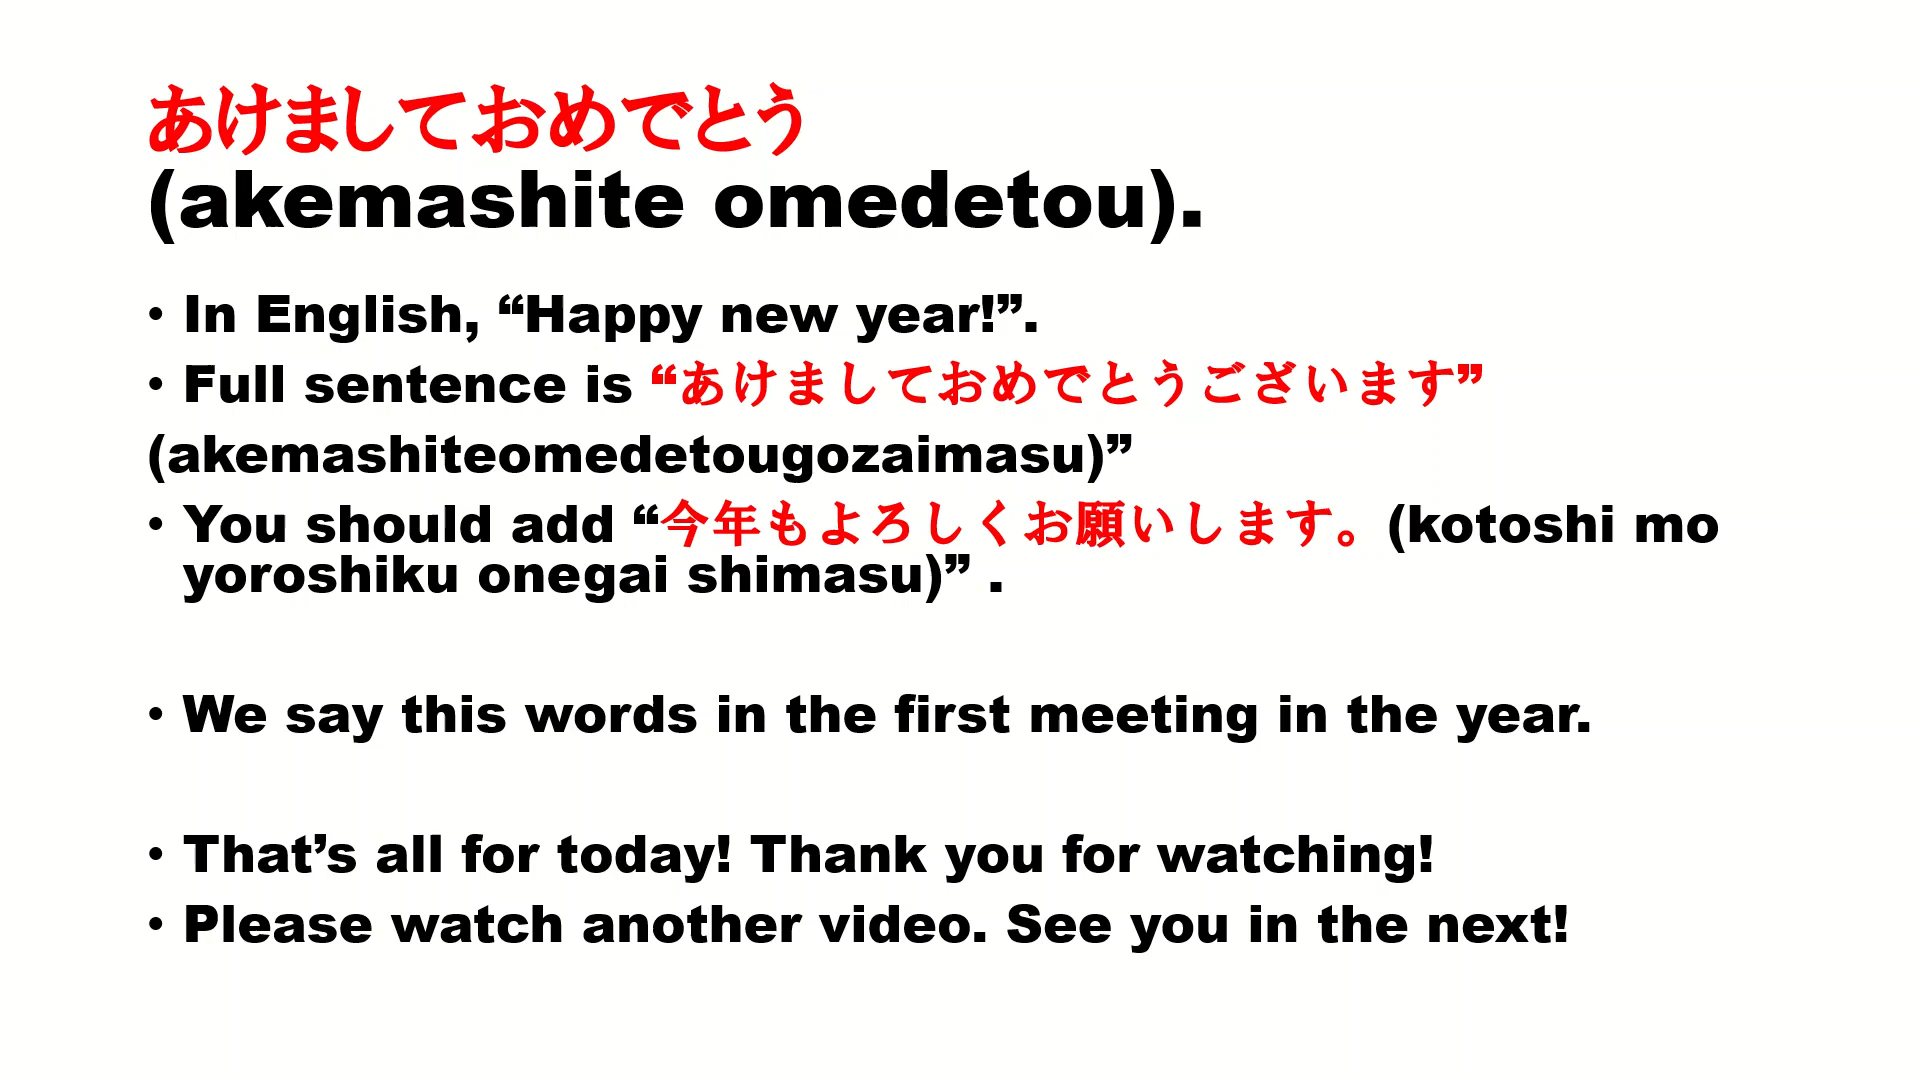 あけましておめでとう
(akemashite omedetou).
• In English, “Happy new year!”.
• Full sentence is “あけましておめでとうございます”
(akemashiteomedetougozaimasu)”
• You should add “今年もよろしくお願いします。(kotoshi mo
yoroshiku onegai shimasu)” .
• We say this words in the first meeting in the year.
• That’s all for today! Thank you for watching!
• Please watch another video. See you in the next!